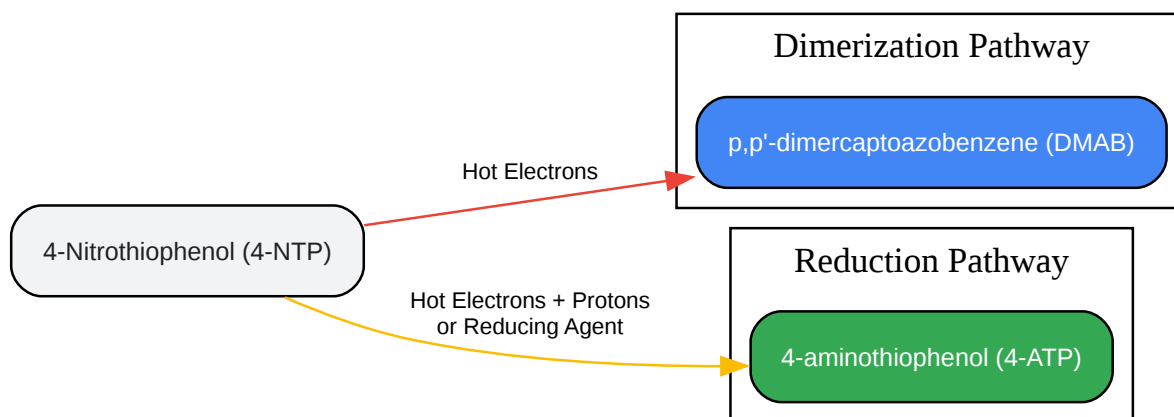 Dimerization Pathway
p,p'-dimercaptoazobenzene (DMAB)
Hot Electrons
4-Nitrothiophenol (4-NTP)
Reduction Pathway
Hot Electrons + Protons
or Reducing Agent
4-aminothiophenol (4-ATP)